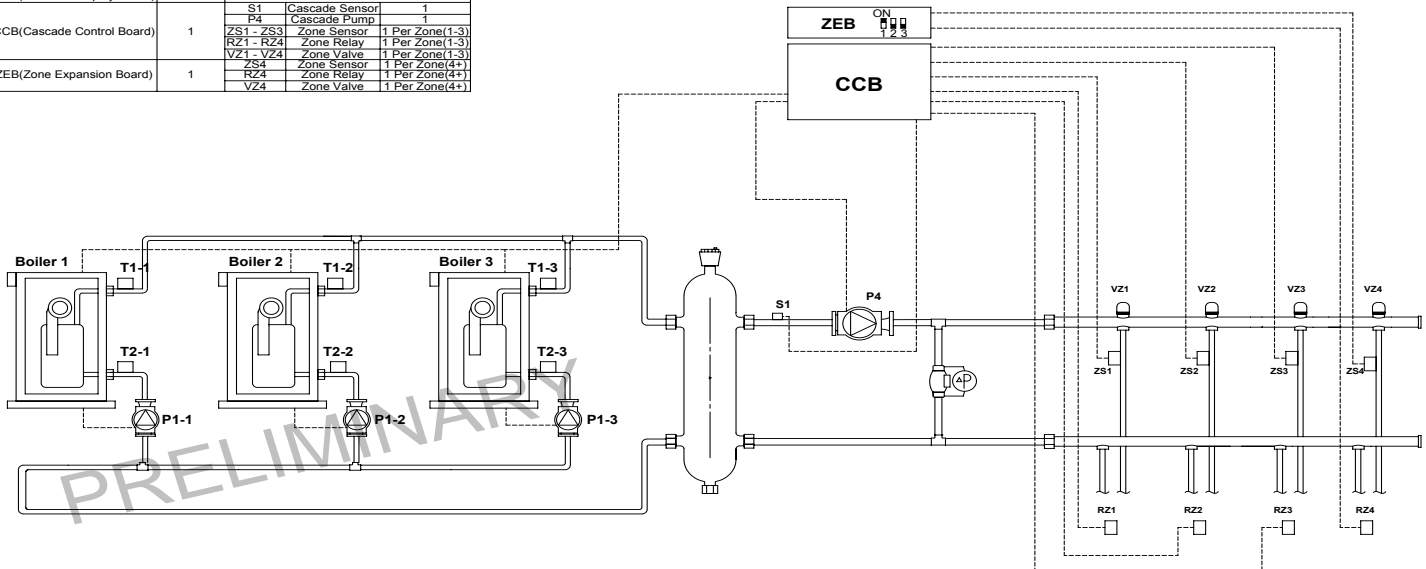 S1 Cascade Sensor 1
CCB(Cascade Control Board) 1 P4 Cascade Pump 1
ZS1 - ZS3 Zone Sensor 1 Per Zone(1-3)
RZ1 - RZ4 Zone Relay 1 Per Zone(1-3)
VZ1 - VZ4 Zone Valve 1 Per Zone(1-3)
ZEB(Zone Expansion Board) 1 ZS4 Zone Sensor 1 Per Zone(4+)
RZ4 Zone Relay 1 Per Zone(4+)
VZ4 Zone Valve 1 Per Zone(4+)
ZEB ON
1 2 3
CCB
Boiler 1 T1-1 Boiler 2 T1-2 Boiler 3 T1-3
VZ1 VZ2 VZ3 VZ4
S1 P4
T2-1 T2-2 T2-3
ΔP
ZS1 ZS2 ZS3 ZS4
P1-1 P1-2 P1-3
RZ1 RZ2 RZ3 RZ4
PRELIMINARY